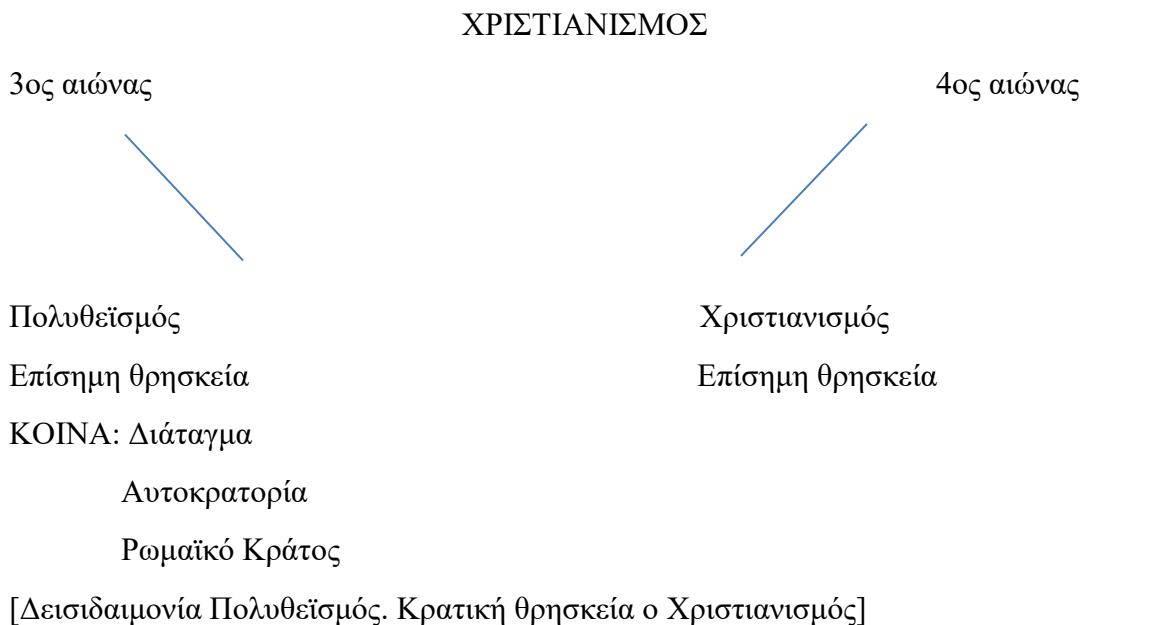 ΧΡΙΣΤΙΑΝΙΣΜΟΣ
3ος αιώνας 4ος αιώνας
Πολυθεϊσμός Χριστιανισμός
Επίσημη θρησκεία Επίσημη θρησκεία
ΚΟΙΝΑ: Διάταγμα
Αυτοκρατορία
Ρωμαϊκό Κράτος
[Δεισιδαιμονία Πολυθεϊσμός. Κρατική θρησκεία ο Χριστιανισμός]